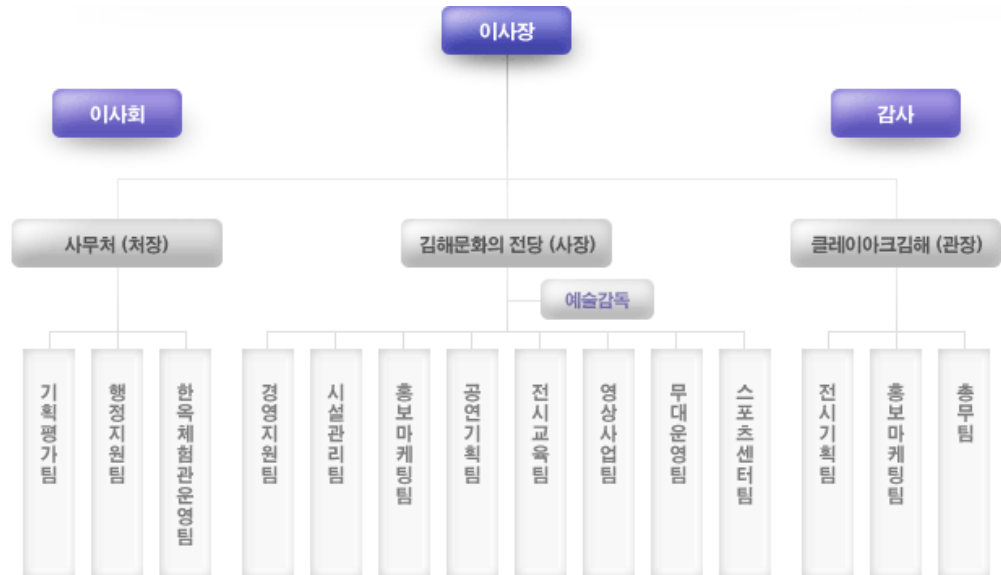 이사장
이사회
감사
사무처 (처장)
김해문화의 전당 (사장)
클레이아크김해 (관장)
예술감독
기획평가팀
행정지원팀
한옥체험관운영팀
경영지원팀
시설관리팀
홍보마케팅팀
공연기획팀
전시교육팀
영상사업팀
무대운영팀
스포츠센터팀
전시기획팀
홍보마케팅팀
총무팀